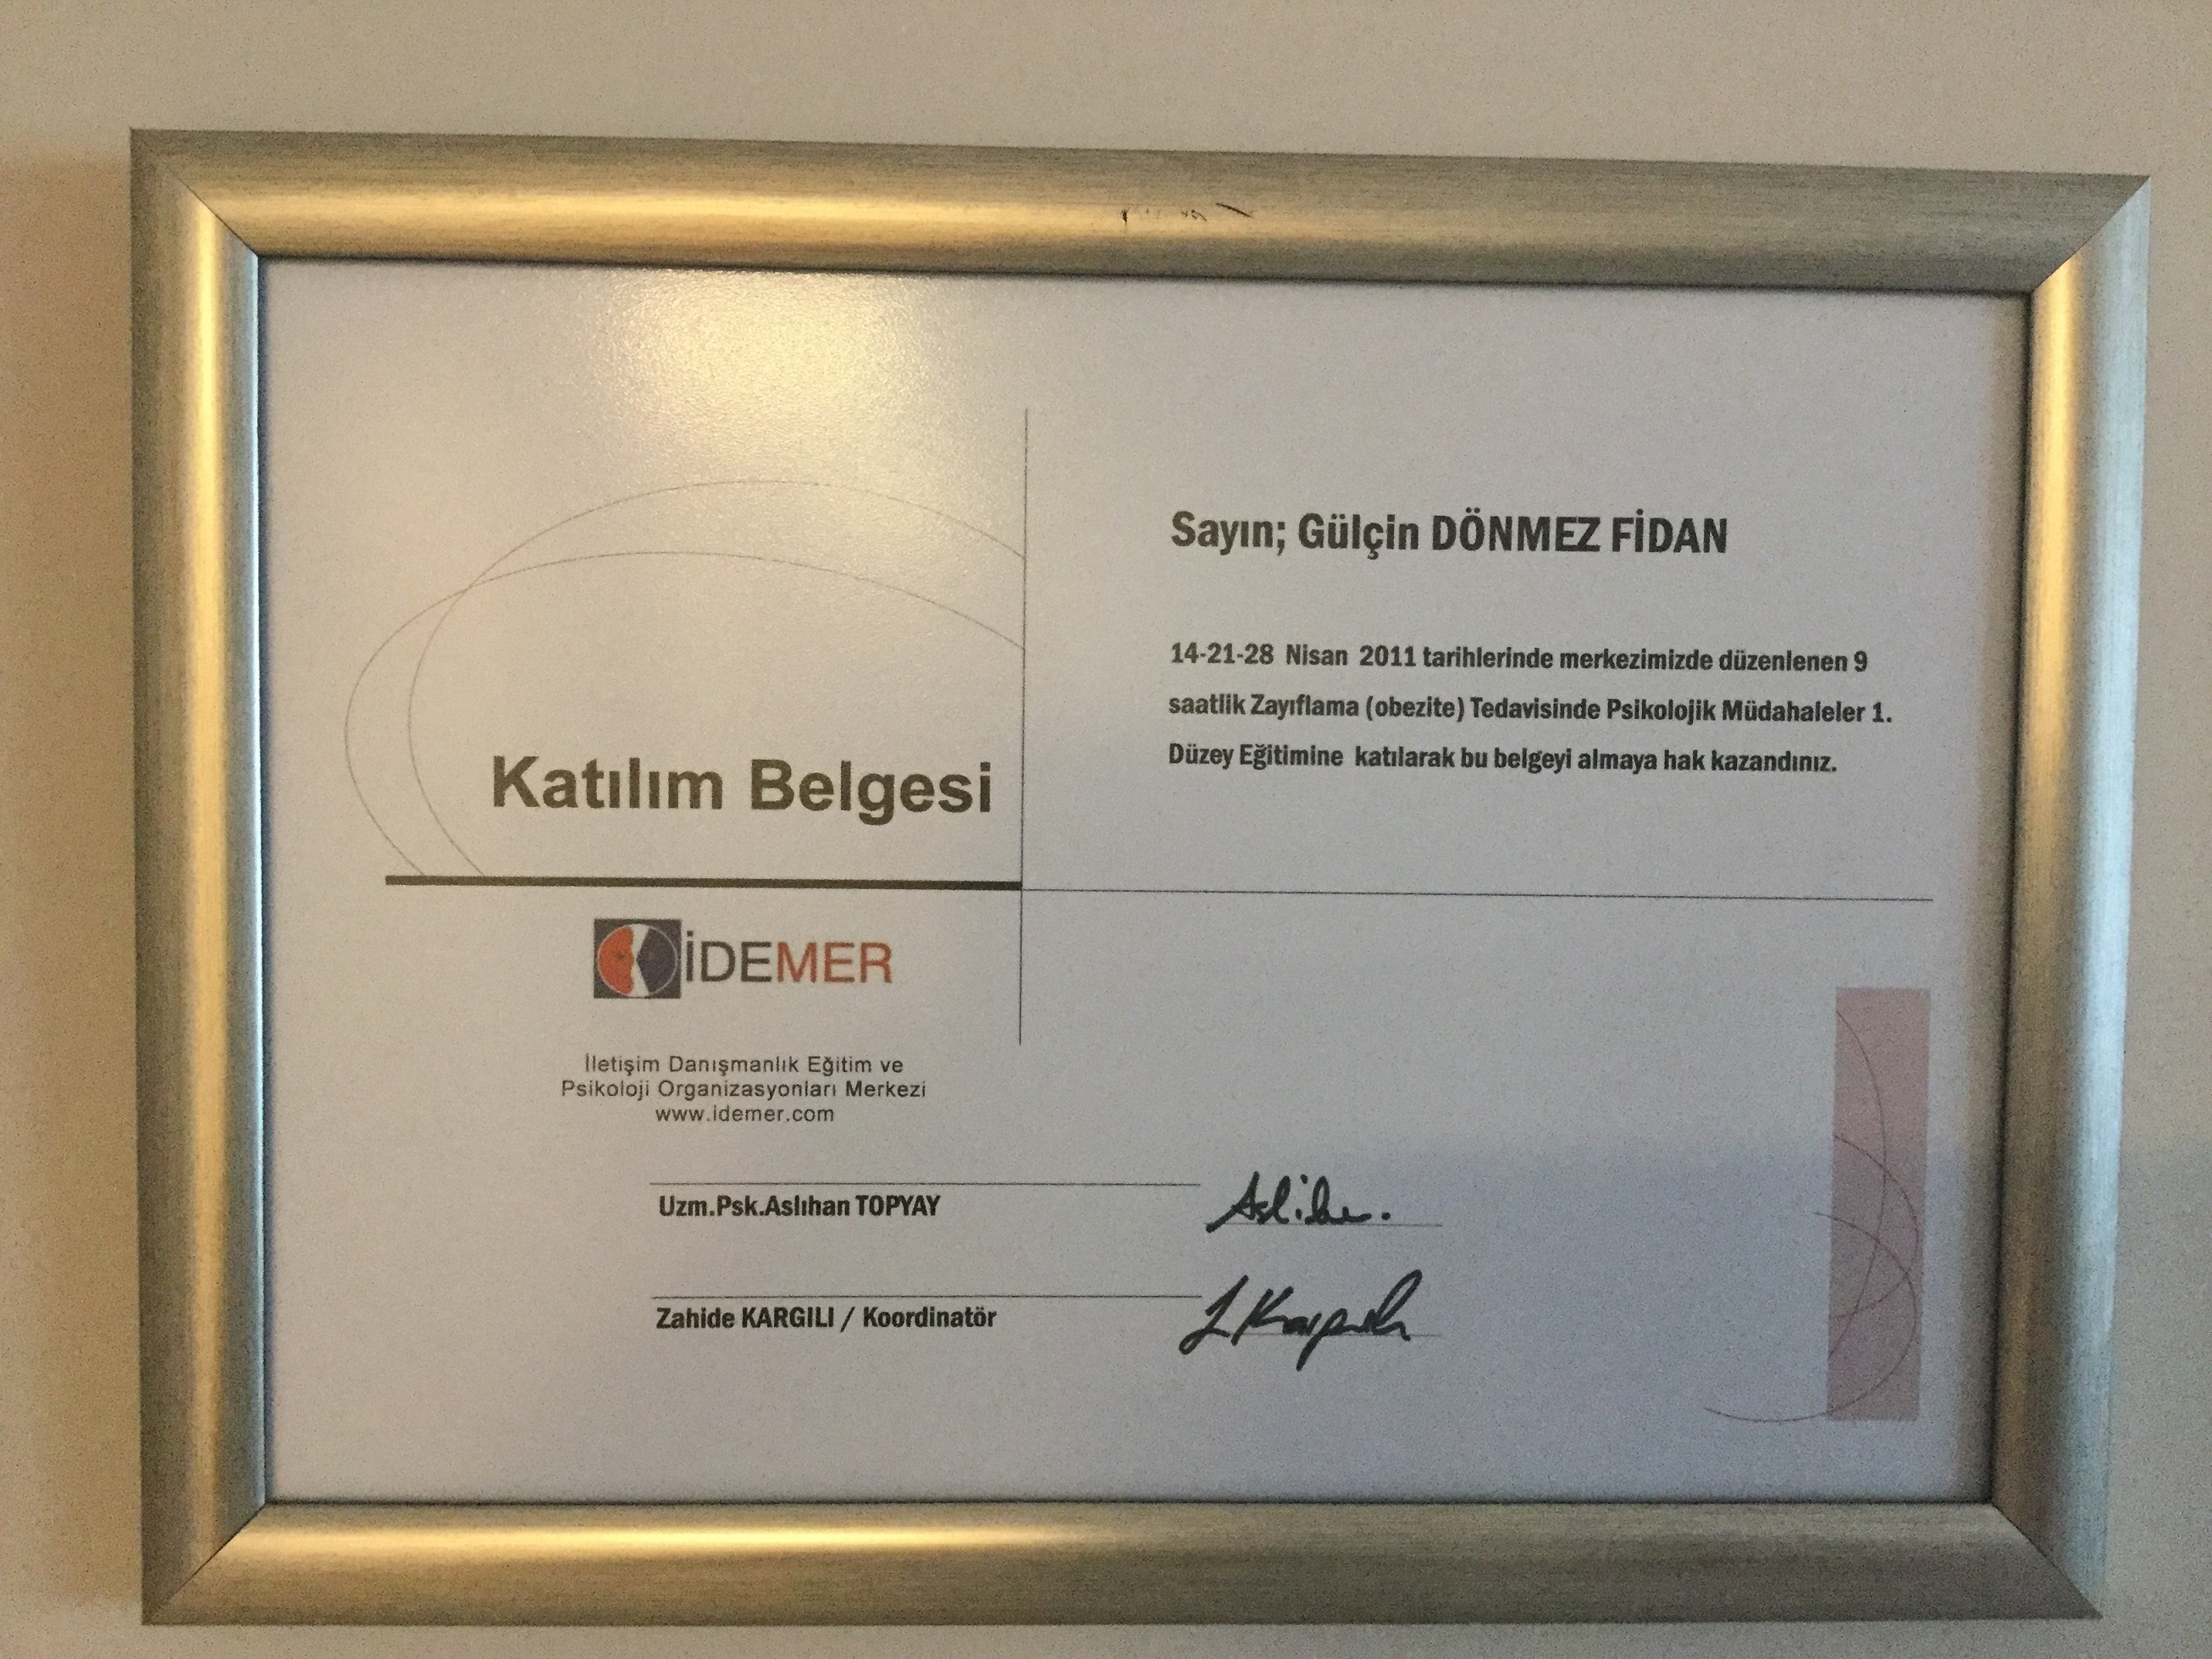 Sayın; Gülçin DÖNMEZ FİDAN
14-21-28 Nisan 2011 tarihlerinde merkezimizde düzenlenen 9
saatlik Zayıflama (obezite) Tedavisinde Psikolojik Müdahaleler 1.
Düzey Eğitimine katılarak bu belgeyi almaya hak kazandınız.
Katılım Belgesi
İDEMER
İletişim Danışmanlık Eğitim ve
Psikoloji Organizasyonları Merkezi
www.idemer.com
Uzm.Psk.Aslıhan TOPYAY
Zahide KARGILI / Koordinatör